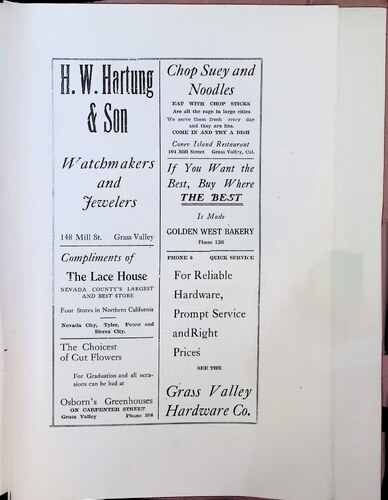 H. W. Hartung
& Son
Watchmakers
and
Jewelers
148 Mill St. Grass Valley
Compliments of
The Lace House
NEVADA COUNTY'S LARGEST
AND BEST STORE
Four Stores in Northern California
Nevada City, Tyler, and
Sierra City.
The Choicest
of Cut Flowers
For Graduation and all occa-
sions can be had at
Osborn's Greenhouses
ON CARPENTER STREET
Grass Valley Phone 268
Chop Suey and
Noodles
EAT WITH CHOP STICKS
Are all the rage in large cities
We serve them fresh every day
and they are fine.
COME IN AND TRY A DISH
Coney Island Restaurant
104 Mill Street Grass Valley, Cal.
If You Want the
Best, Buy Where
THE BEST
Is Made
GOLDEN WEST BAKERY
Phone 138
PHONE 6 QUICK SERVICE
For Reliable
Hardware,
Prompt Service
and Right
Prices
SEE THE
Grass Valley
Hardware Co.